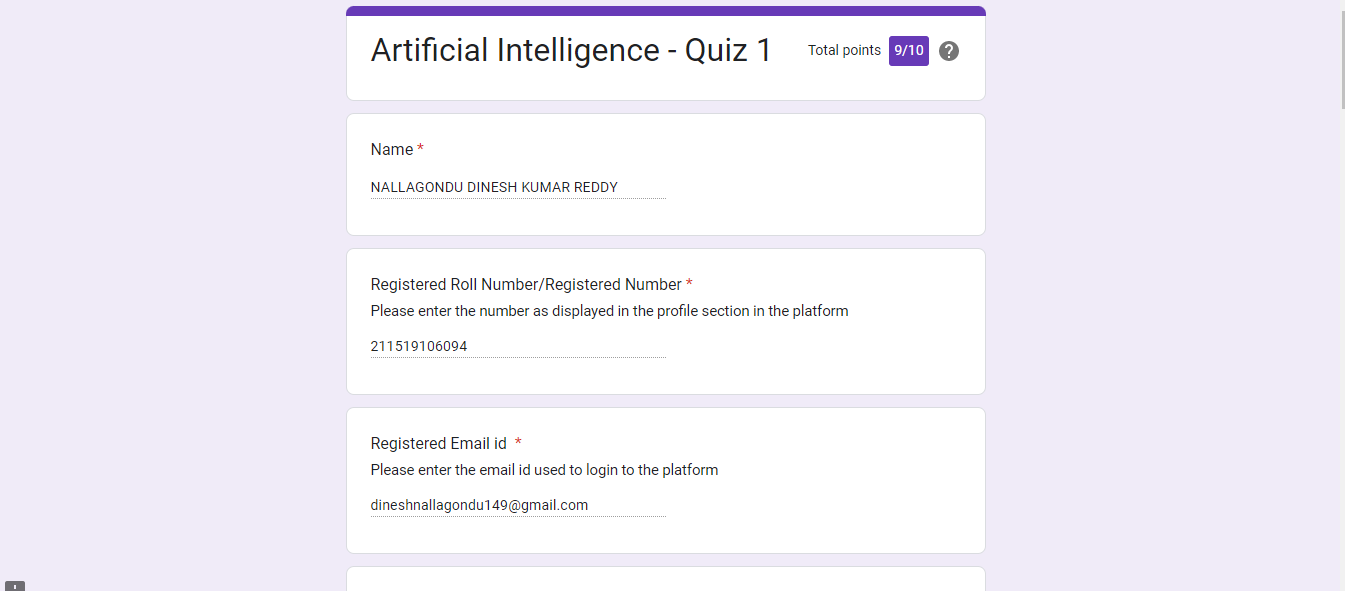 Artificial Intelligence - Quiz 1
Total points 9/10 ?
Name *
NALLAGONDU DINESH KUMAR REDDY
Registered Roll Number/Registered Number *
Please enter the number as displayed in the profile section in the platform
211519106094
Registered Email id *
Please enter the email id used to login to the platform
dineshnallagondu149@gmail.com